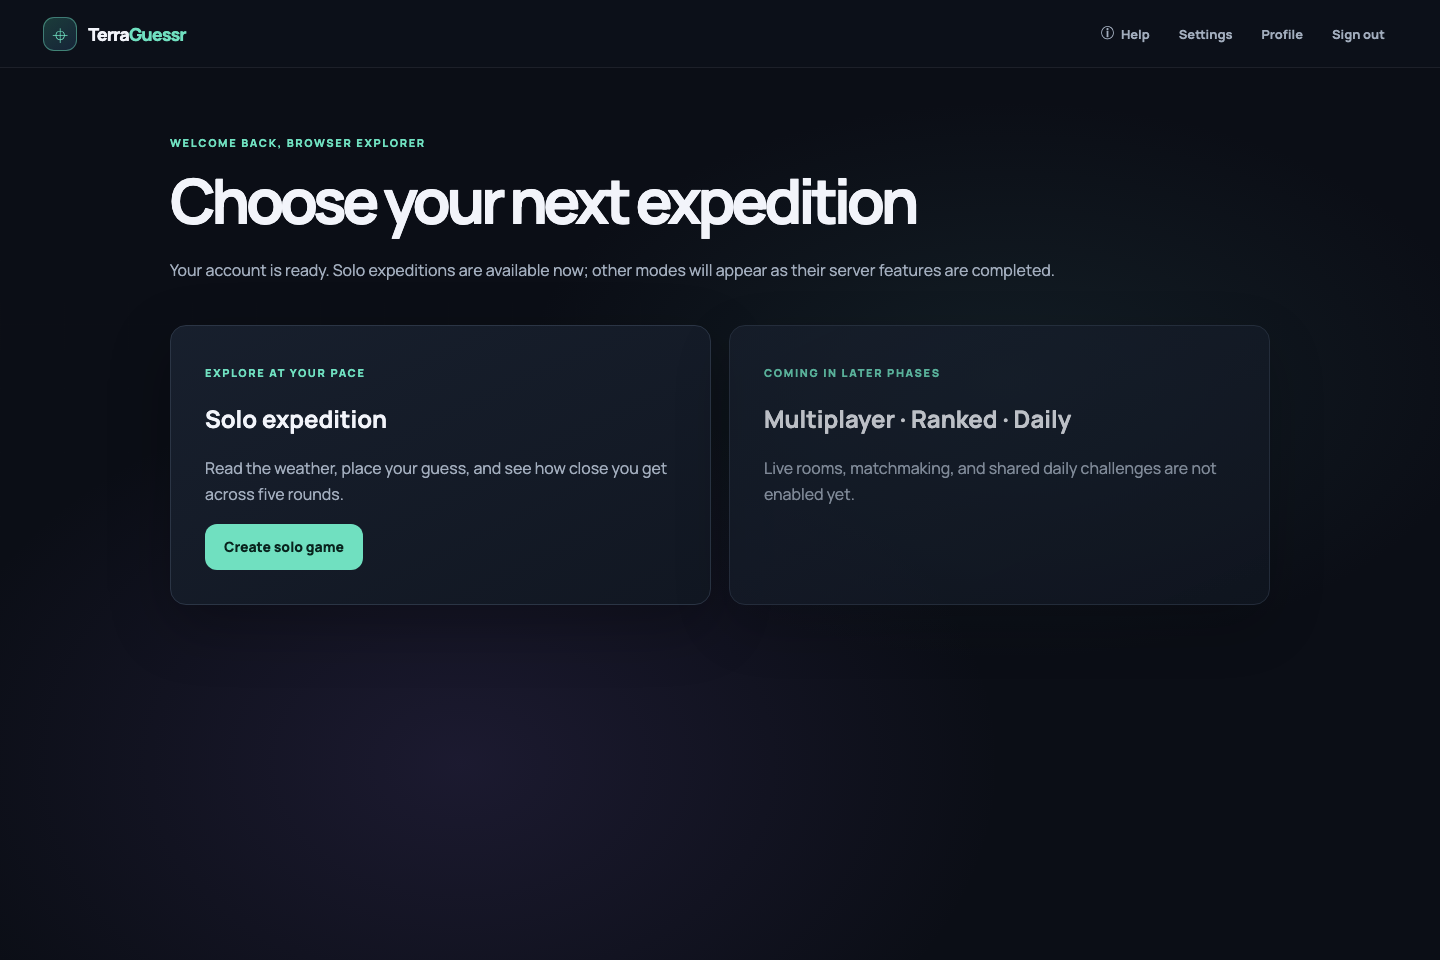 TerraGuessr
Help
Settings
Profile
Sign out
WELCOME BACK, BROWSER EXPLORER
Choose your next expedition
Your account is ready. Solo expeditions are available now; other modes will appear as their server features are completed.
EXPLORE AT YOUR PACE
Solo expedition
Read the weather, place your guess, and see how close you get
across five rounds.
Create solo game
COMING IN LATER PHASES
Multiplayer · Ranked · Daily
Live rooms, matchmaking, and shared daily challenges are not
enabled yet.